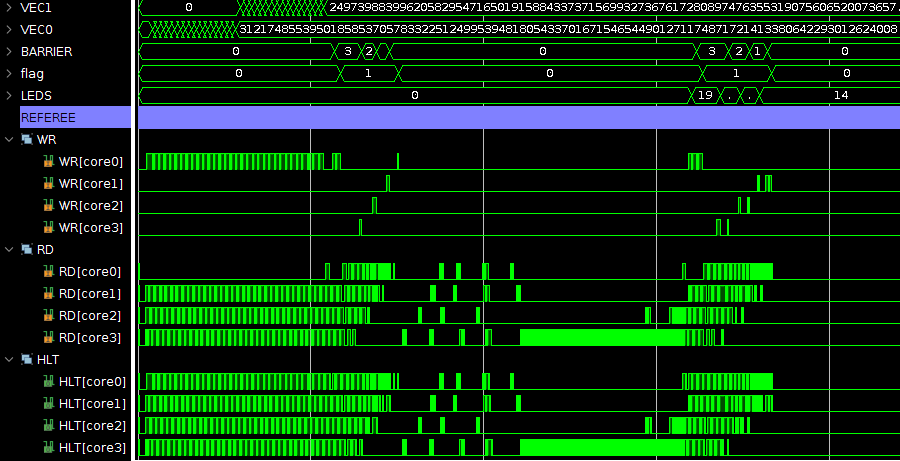 VEC1 0 249739883996205829547165019158843373715699327367617280897476355319075606520073657.
VEC0 3121748553950185853705783322512499539481803543370167154654490127117487172141338064229312624008
BARRIER 0 3 2 0 3 2 1 0
flag 0 1 0 1 0
LEDS 0 19 . . 14
REFEREE
WR
WR[core0]
WR[core1]
WR[core2]
WR[core3]
RD
RD[core0]
RD[core1]
RD[core2]
RD[core3]
HLT
HLT[core0]
HLT[core1]
HLT[core2]
HLT[core3]